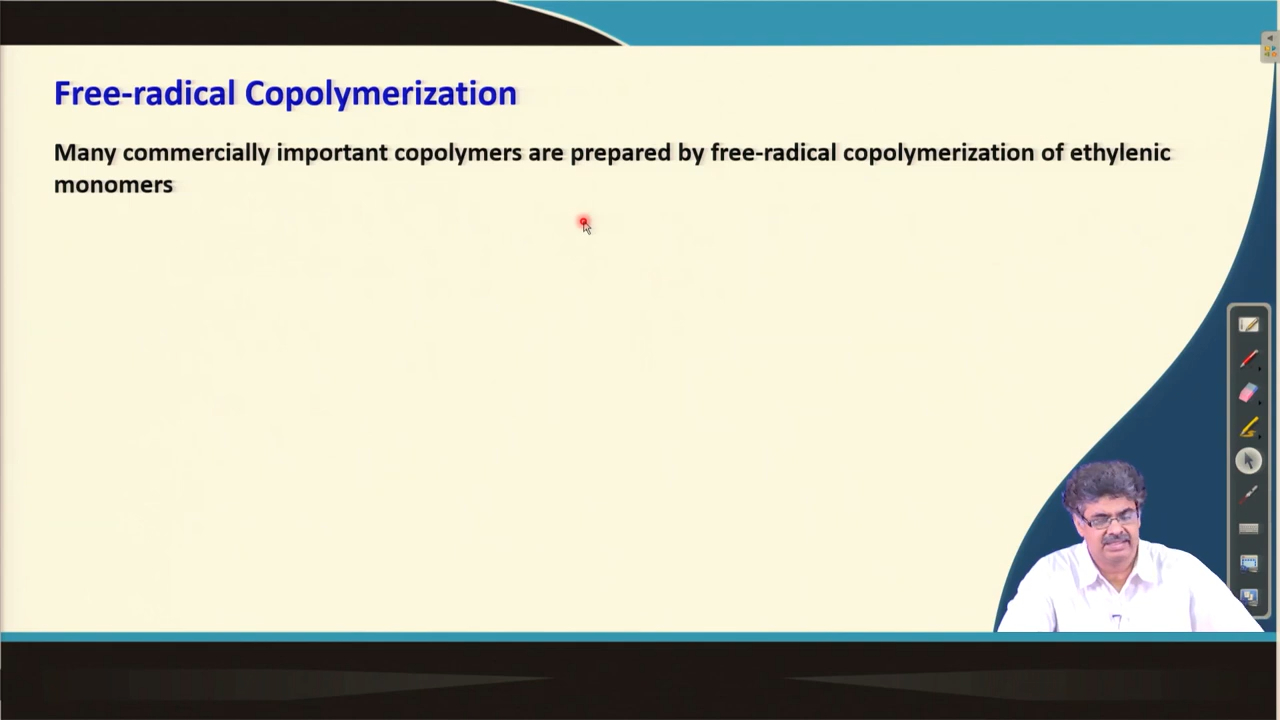 Free-radical Copolymerization
Many commercially important copolymers are prepared by free-radical copolymerization of ethylenic
monomers